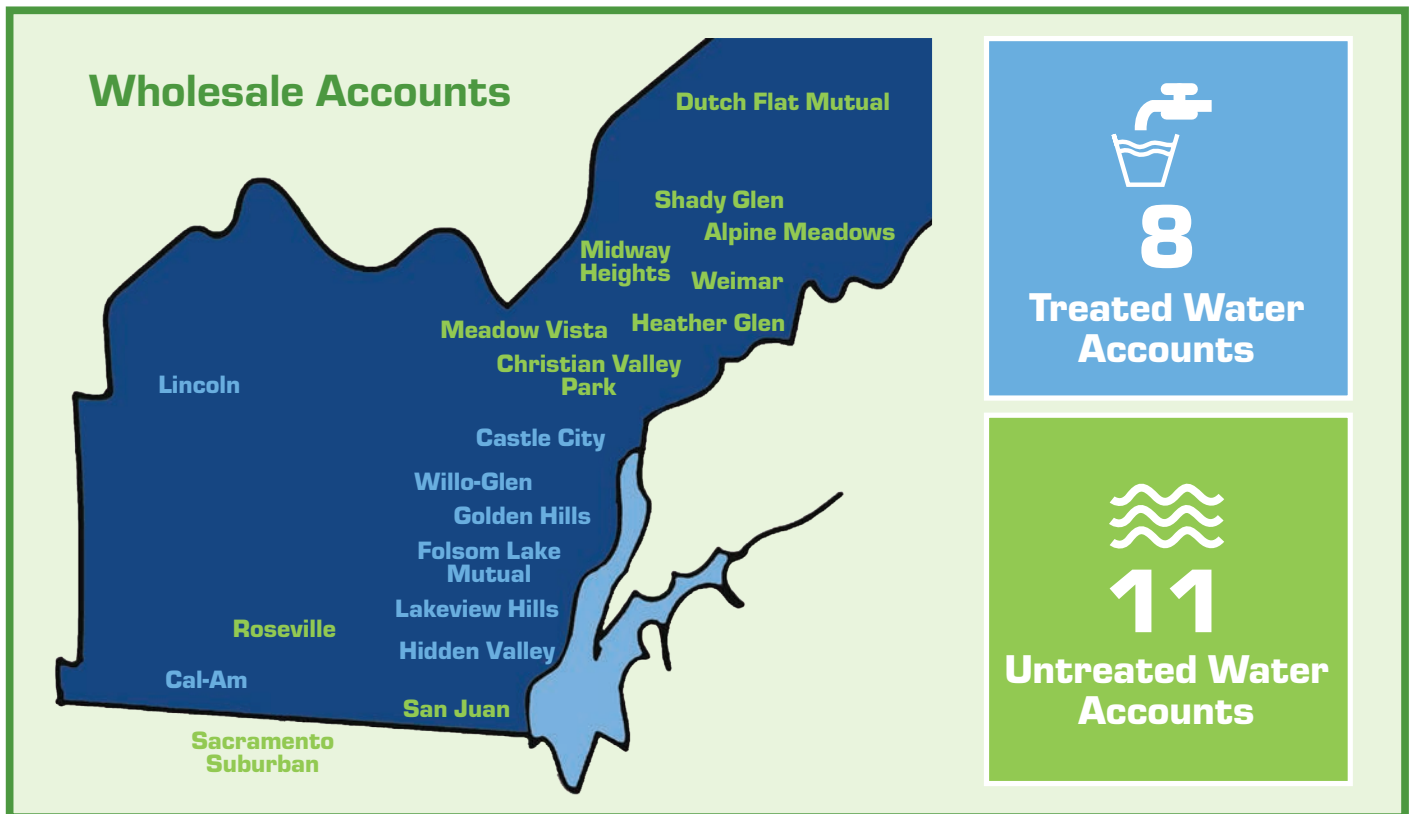 Wholesale Accounts
Dutch Flat Mutual
Shady Glen
Alpine Meadows
Midway
Heights
Weimar
Meadow Vista
Heather Glen
Christian Valley
Park
Lincoln
Castle City
Willo-Glen
Golden Hills
Folsom Lake
Mutual
Lakeview Hills
Roseville
Hidden Valley
Cal-Am
San Juan
Sacramento
Suburban
8
Treated Water
Accounts
11
Untreated Water
Accounts